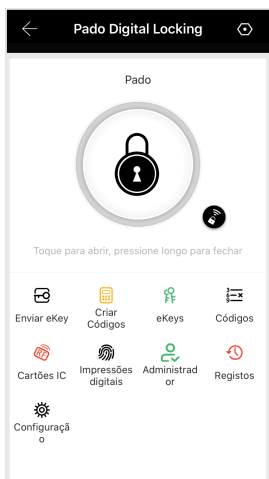 Pado Digital Locking
Pado
Toque para abrir, pressione longo para fechar
Enviar eKey
Criar
Códigos
eKeys
Códigos
RF
Cartões IC
Impressões
digitais
Administrad
or
Registos
Configuraçã
o